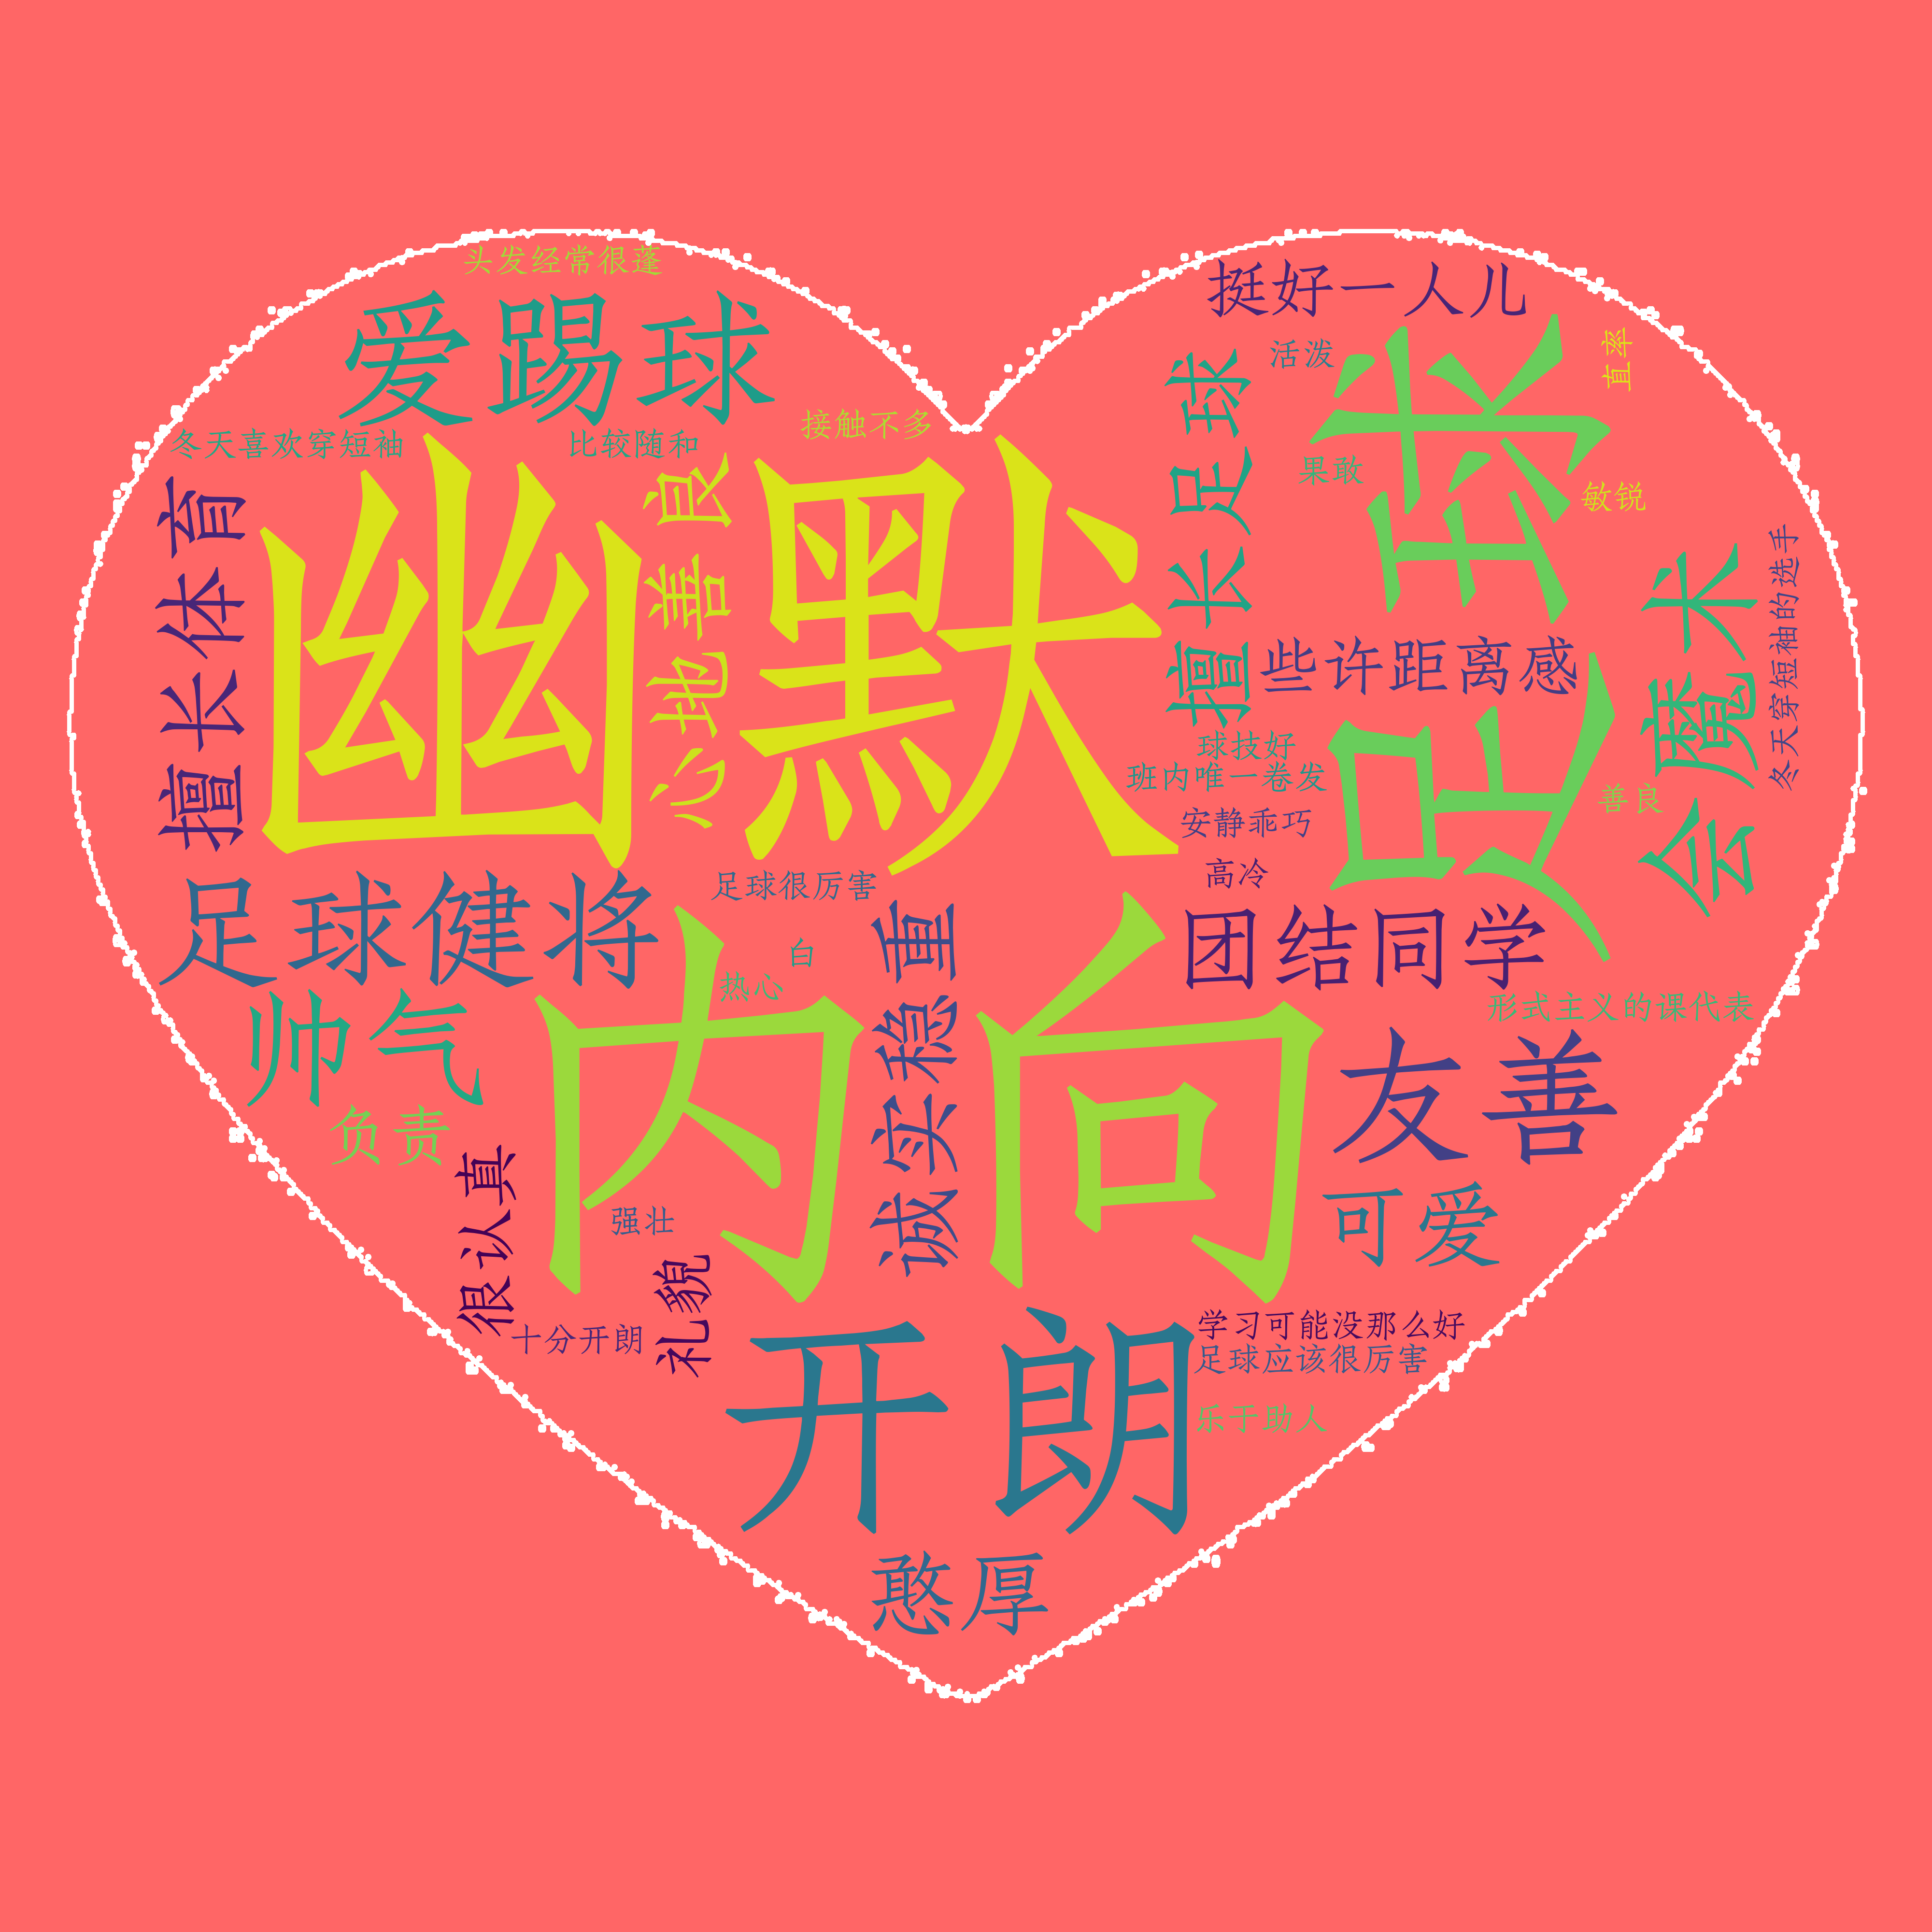 头发经常很蓬
挺好一人儿
爱踢球
直率
活泼
擅长足球
足球
接触不多
冬天喜欢穿短袖
比较随和
果敢
敏锐
幽默
心地善良
擅长体育
会魔术
冬天穿短袖的选手
些许距离感
球技好
班内唯一卷发
善良
安静乖巧
高冷
足球健将
足球很厉害
团结同学
白
热心
内向
成实稳重
帅气
形式主义的课代表
友善
负责
很认真
强壮
可爱
礼貌
十分开朗
开朗
学习可能没那么好
足球应该很厉害
乐于助人
憨厚